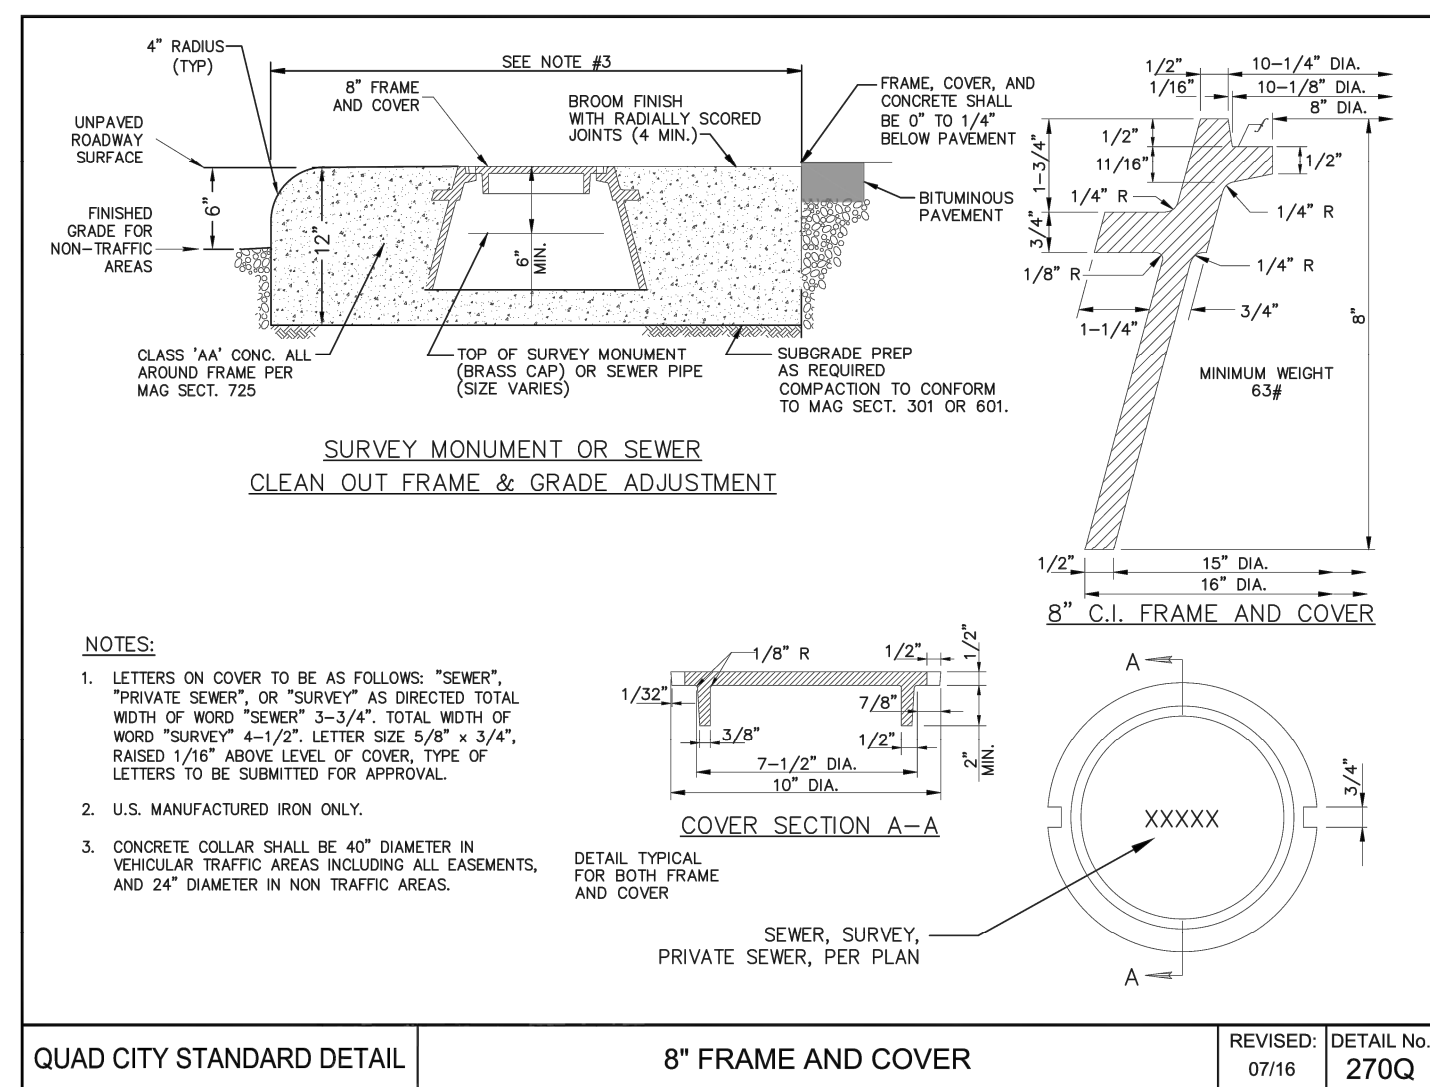 4" RADIUS
(TYP)
SEE NOTE #3
8" FRAME
AND COVER
BROOM FINISH
WITH RADIALLY SCORED
JOINTS (4 MIN.)
FRAME, COVER, AND
CONCRETE SHALL
BE 0" TO 1/4"
BELOW PAVEMENT
UNPAVED
ROADWAY
SURFACE
6"
12"
6"
MIN.
BITUMINOUS
PAVEMENT
FINISHED
GRADE FOR
NON-TRAFFIC
AREAS
CLASS 'AA' CONC. ALL
AROUND FRAME PER
MAG SECT. 725
TOP OF SURVEY MONUMENT
(BRASS CAP) OR SEWER PIPE
(SIZE VARIES)
SUBGRADE PREP
AS REQUIRED
COMPACTION TO CONFORM
TO MAG SECT. 301 OR 601.
SURVEY MONUMENT OR SEWER
CLEAN OUT FRAME & GRADE ADJUSTMENT
1/2"
10-1/4" DIA.
1/16"
10-1/8" DIA.
8" DIA.
1/2"
11/16"
1/2"
1-3/4"
1/4" R
1/4" R
3/4"
1/8" R
1/4" R
1-1/4"
3/4"
8"
MINIMUM WEIGHT
63#
1/2"
15" DIA.
16" DIA.
8" C.I. FRAME AND COVER
NOTES:
1. LETTERS ON COVER TO BE AS FOLLOWS: "SEWER",
"PRIVATE SEWER", OR "SURVEY" AS DIRECTED TOTAL
WIDTH OF WORD "SEWER" 3-3/4". TOTAL WIDTH OF
WORD "SURVEY" 4-1/2". LETTER SIZE 5/8" x 3/4",
RAISED 1/16" ABOVE LEVEL OF COVER, TYPE OF
LETTERS TO BE SUBMITTED FOR APPROVAL.
2. U.S. MANUFACTURED IRON ONLY.
3. CONCRETE COLLAR SHALL BE 40" DIAMETER IN
VEHICULAR TRAFFIC AREAS INCLUDING ALL EASEMENTS,
AND 24" DIAMETER IN NON TRAFFIC AREAS.
1/8" R
1/2"
1/2"
1/32"
7/8"
3/8"
1/2"
2"
MIN.
7-1/2" DIA.
10" DIA.
COVER SECTION A-A
DETAIL TYPICAL
FOR BOTH FRAME
AND COVER
A
XXXXX
3/4"
SEWER, SURVEY,
PRIVATE SEWER, PER PLAN
A
QUAD CITY STANDARD DETAIL
8" FRAME AND COVER
REVISED:
07/16
DETAIL No.
270Q